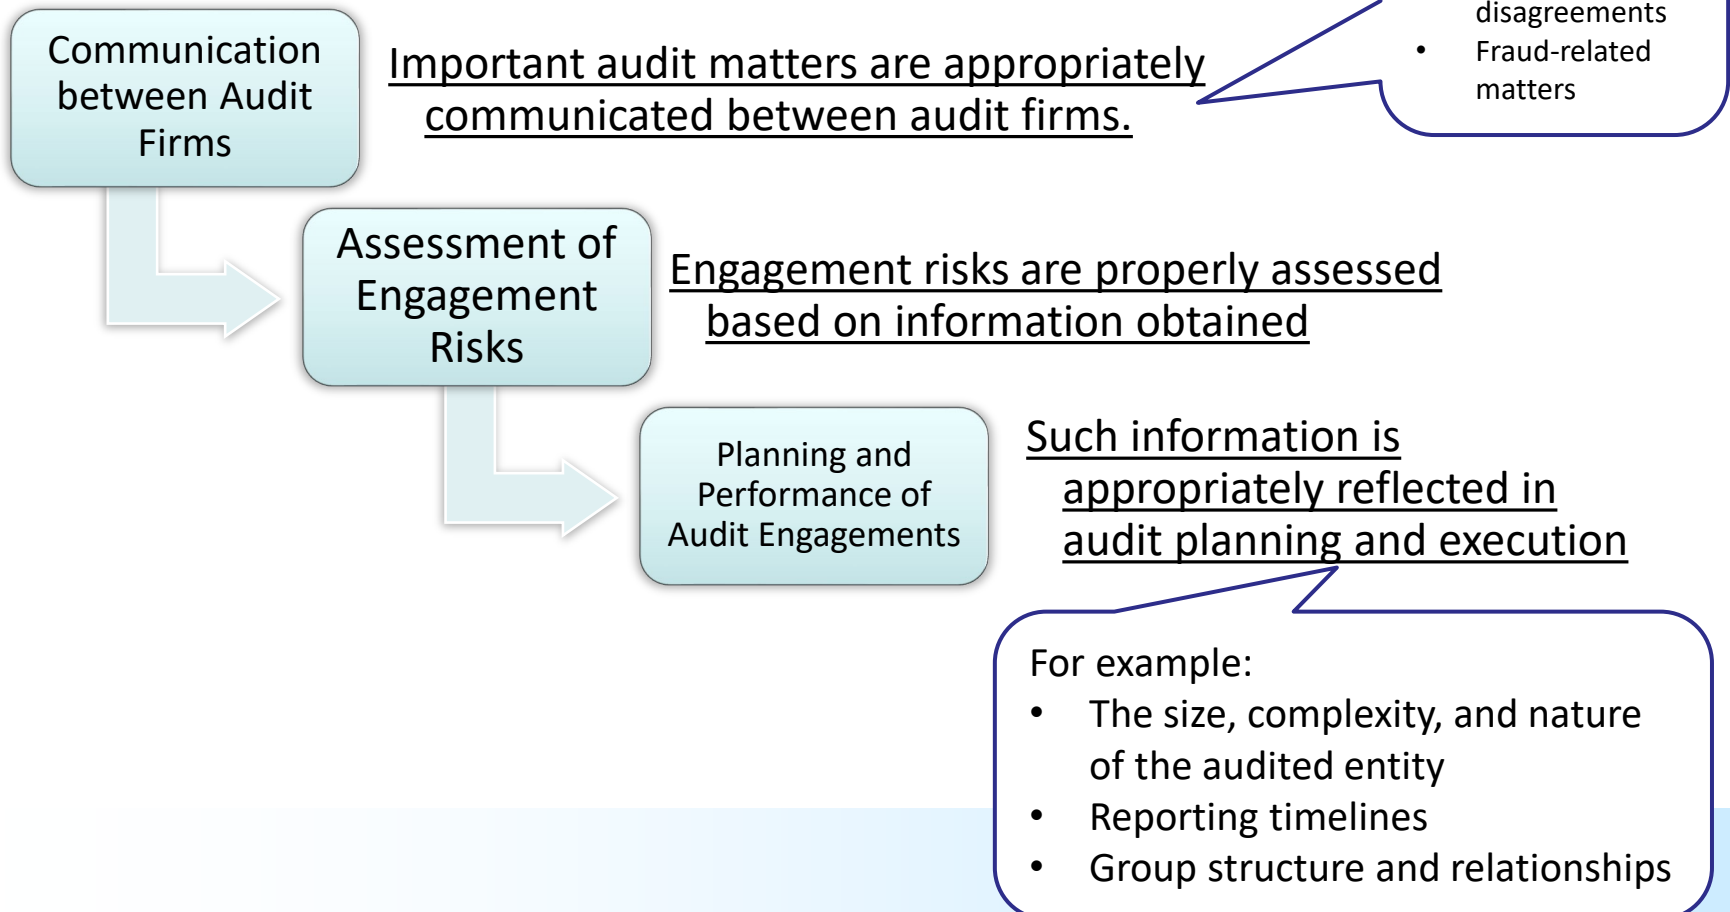 disagreements
• Fraud-related
matters
Communication
between Audit
Firms
Important audit matters are appropriately
communicated between audit firms.
Assessment of
Engagement
Risks
Engagement risks are properly assessed
based on information obtained
Planning and
Performance of
Audit Engagements
Such information is
appropriately reflected in
audit planning and execution
For example:
• The size, complexity, and nature
of the audited entity
• Reporting timelines
• Group structure and relationships